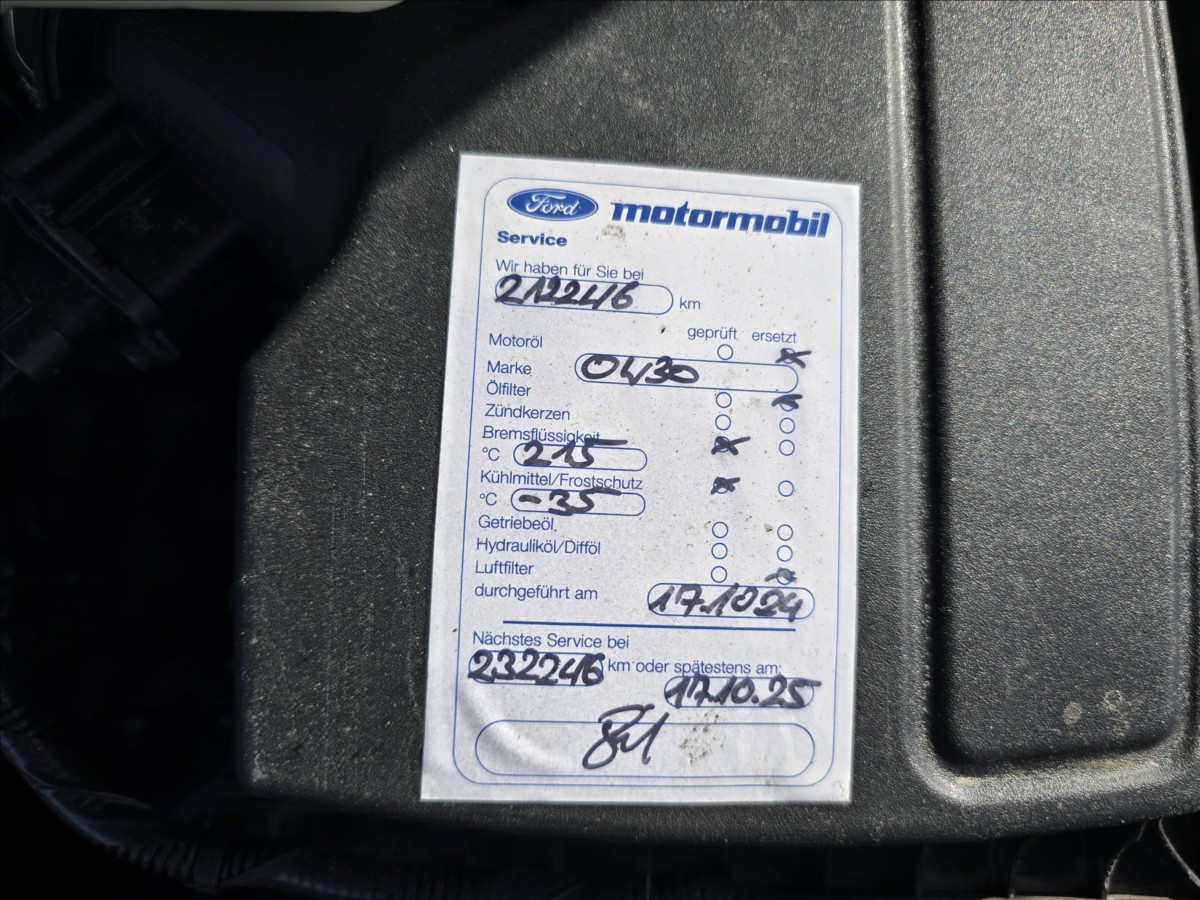 Ford motormobil
Service
Wir haben für Sie bei
212246 km
geprüft ersetzt
Motoröl
Marke 0W30
Ölfilter
Zündkerzen
Bremsflüssigkeit
°C 215
Kühlmittel/Frostschutz
°C -35
Getriebeöl
Hydrauliköl/Difföl
Luftfilter
durchgeführt am 17.10.24
Nächstes Service bei
232246 km oder spätestens am:
17.10.25